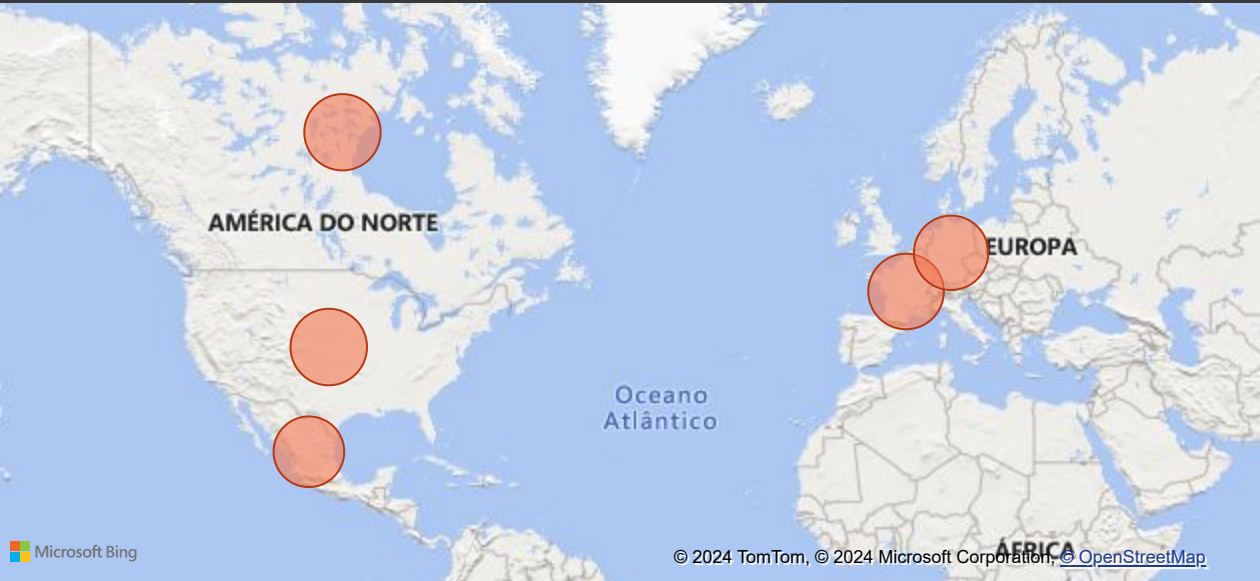 AMÉRICA DO NORTE
EUROPA
Oceano
Atlântico
ÁFRICA
Microsoft Bing
© 2024 TomTom, © 2024 Microsoft Corporation, © OpenStreetMap